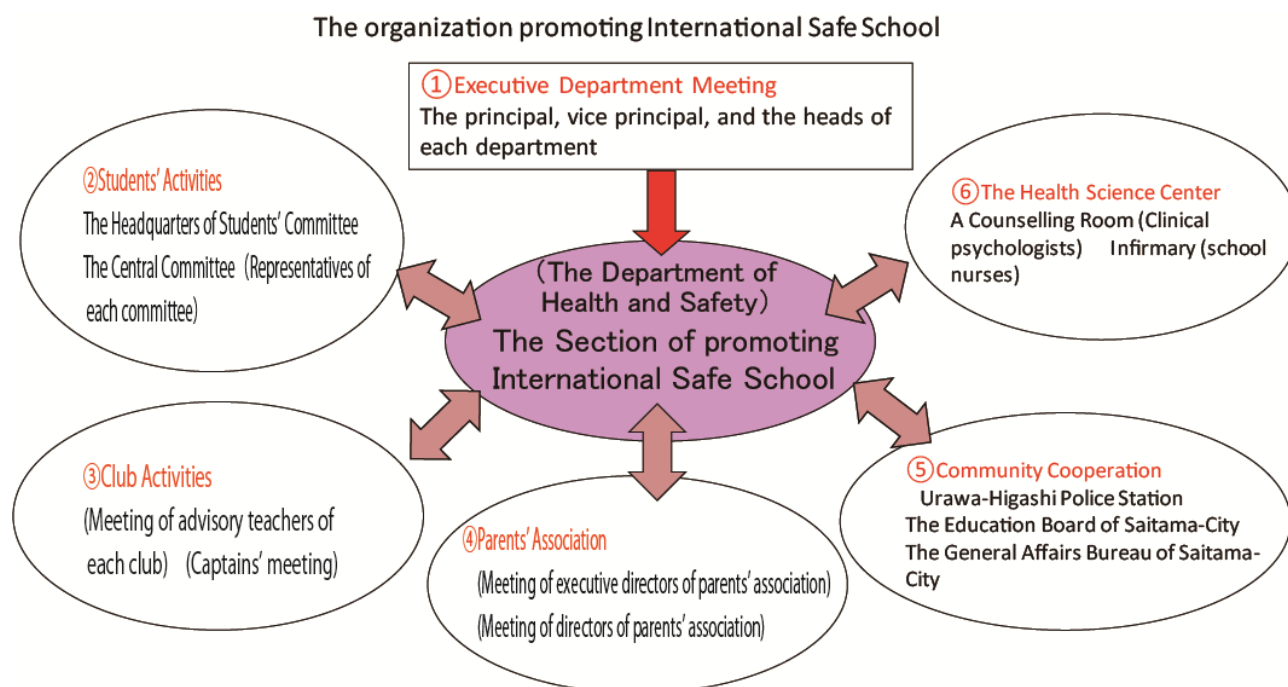 The organization promoting International Safe School
①Executive Department Meeting
The principal, vice principal, and the heads of
each department
②Students' Activities
The Headquarters of Students' Committee
The Central Committee (Representatives of
each committee)
⑥The Health Science Center
A Counselling Room (Clinical
psychologists) Infirmary (school
nurses)
(The Department of
Health and Safety)
The Section of promoting
International Safe School
③Club Activities
(Meeting of advisory teachers of
each club) (Captains' meeting)
④Parents' Association
(Meeting of executive directors of parents' association)
(Meeting of directors of parents' association)
⑤Community Cooperation
Urawa-Higashi Police Station
The Education Board of Saitama-City
The General Affairs Bureau of Saitama-
City